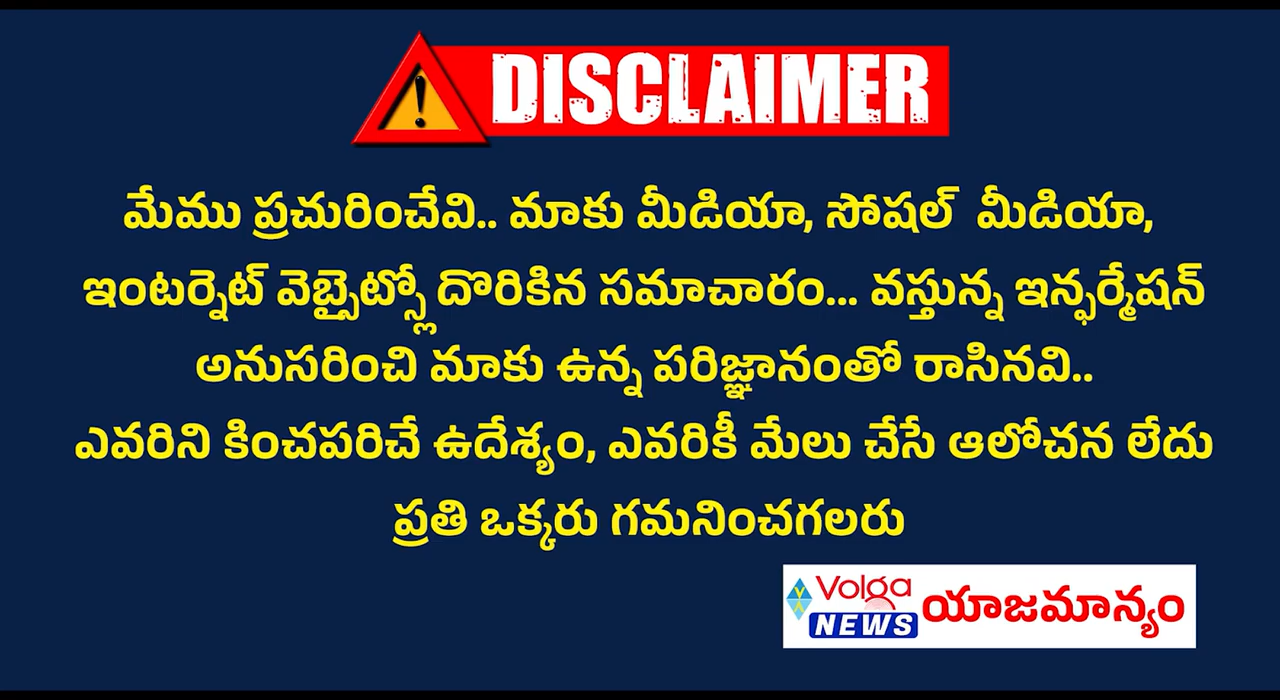 DISCLAIMER
మేము ప్రచురించేవి.. మాకు మీడియా, సోషల్ మీడియా,
ఇంటర్నెట్ వెబ్సైట్స్లో దొరికిన సమాచారం... వస్తున్న ఇన్ఫర్మేషన్
అనుసరించి మాకు ఉన్న పరిజ్ఞానంతో రాసినవి..
ఎవరిని కించపరిచే ఉదేశ్యం, ఎవరికీ మేలు చేసే ఆలోచన లేదు
ప్రతి ఒక్కరు గమనించగలరు
Volga
NEWS యాజమాన్యం